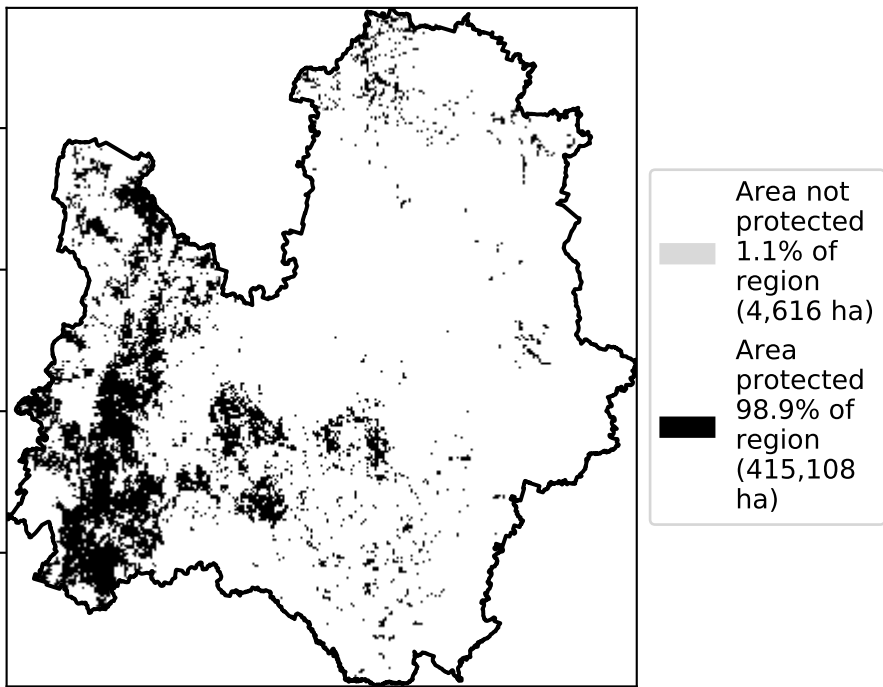 Area not
protected
1.1% of
region
(4,616 ha)
Area
protected
98.9% of
region
(415,108
ha)